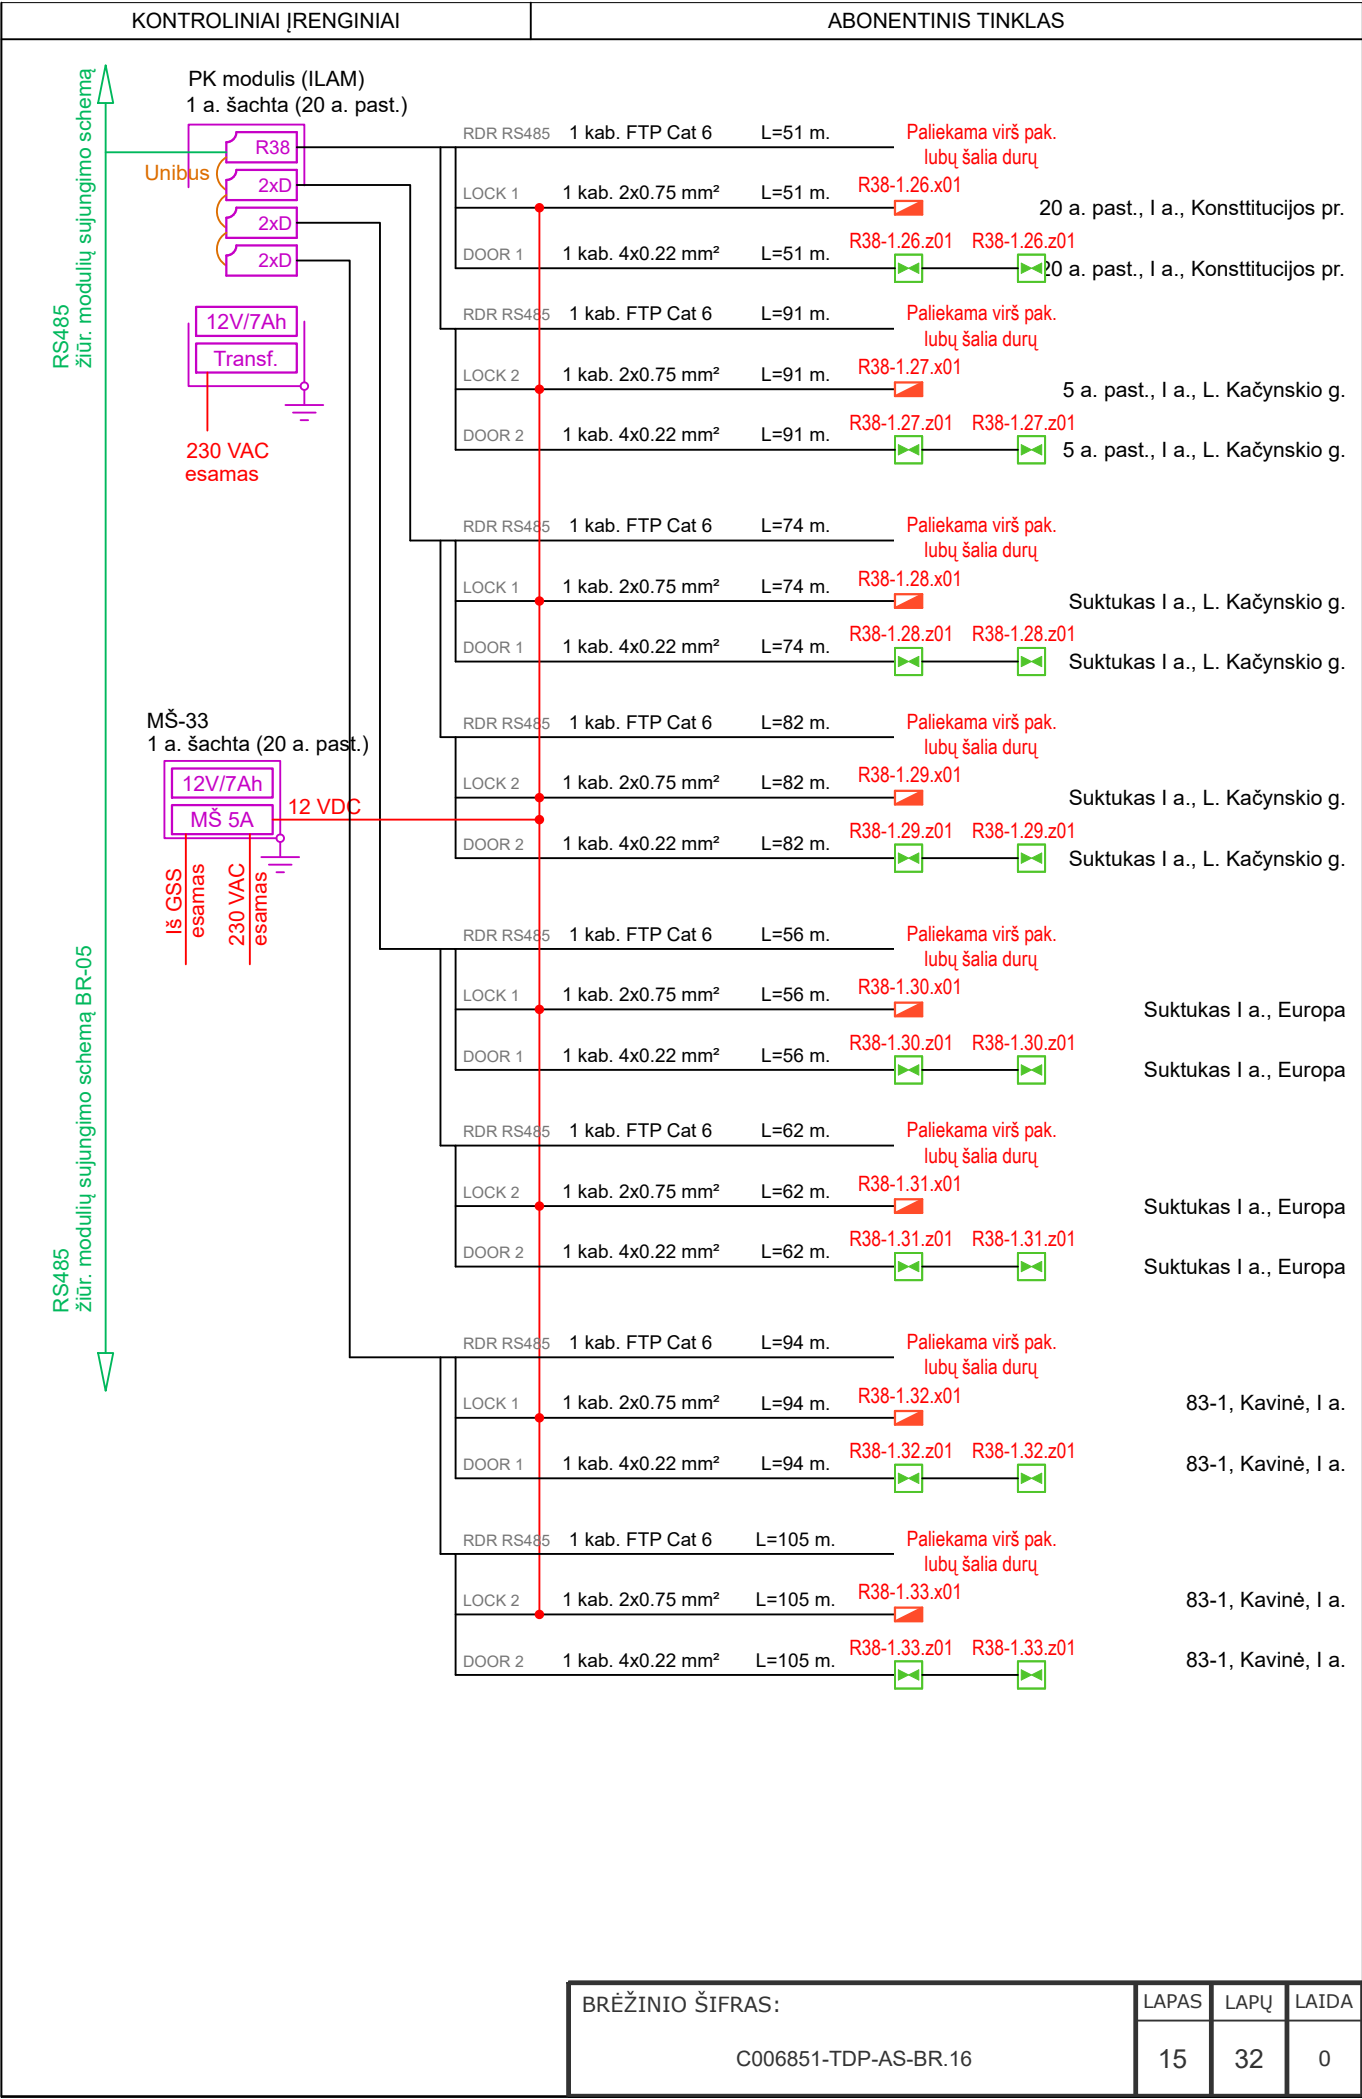 KONTROLINIAI ĮRENGINIAI
ABONENTINIS TINKLAS
RS485
žiūr. modulių sujungimo schemą
PK modulis (ILAM)
1 a. šachta (20 a. past.)
R38
Unibus
2xD
2xD
2xD
12V/7Ah
Transf.
230 VAC
esamas
MŠ-33
1 a. šachta (20 a. past.)
12V/7Ah
MŠ 5A
12 VDC
Iš GSS
esamas
230 VAC
esamas
RS485
žiūr. modulių sujungimo schemą BR-05
RDR RS485 1 kab. FTP Cat 6 L=51 m. Paliekama virš pak.
lubų šalia durų
LOCK 1 1 kab. 2x0.75 mm² L=51 m. R38-1.26.x01
20 a. past., I a., Konsttitucijos pr.
DOOR 1 1 kab. 4x0.22 mm² L=51 m. R38-1.26.z01 R38-1.26.z01
20 a. past., I a., Konsttitucijos pr.
RDR RS485 1 kab. FTP Cat 6 L=91 m. Paliekama virš pak.
lubų šalia durų
LOCK 2 1 kab. 2x0.75 mm² L=91 m. R38-1.27.x01
5 a. past., I a., L. Kačynskio g.
DOOR 2 1 kab. 4x0.22 mm² L=91 m. R38-1.27.z01 R38-1.27.z01
5 a. past., I a., L. Kačynskio g.
RDR RS485 1 kab. FTP Cat 6 L=74 m. Paliekama virš pak.
lubų šalia durų
LOCK 1 1 kab. 2x0.75 mm² L=74 m. R38-1.28.x01
Suktukas I a., L. Kačynskio g.
DOOR 1 1 kab. 4x0.22 mm² L=74 m. R38-1.28.z01 R38-1.28.z01
Suktukas I a., L. Kačynskio g.
RDR RS485 1 kab. FTP Cat 6 L=82 m. Paliekama virš pak.
lubų šalia durų
LOCK 2 1 kab. 2x0.75 mm² L=82 m. R38-1.29.x01
Suktukas I a., L. Kačynskio g.
DOOR 2 1 kab. 4x0.22 mm² L=82 m. R38-1.29.z01 R38-1.29.z01
Suktukas I a., L. Kačynskio g.
RDR RS485 1 kab. FTP Cat 6 L=56 m. Paliekama virš pak.
lubų šalia durų
LOCK 1 1 kab. 2x0.75 mm² L=56 m. R38-1.30.x01
Suktukas I a., Europa
DOOR 1 1 kab. 4x0.22 mm² L=56 m. R38-1.30.z01 R38-1.30.z01
Suktukas I a., Europa
RDR RS485 1 kab. FTP Cat 6 L=62 m. Paliekama virš pak.
lubų šalia durų
LOCK 2 1 kab. 2x0.75 mm² L=62 m. R38-1.31.x01
Suktukas I a., Europa
DOOR 2 1 kab. 4x0.22 mm² L=62 m. R38-1.31.z01 R38-1.31.z01
Suktukas I a., Europa
RDR RS485 1 kab. FTP Cat 6 L=94 m. Paliekama virš pak.
lubų šalia durų
LOCK 1 1 kab. 2x0.75 mm² L=94 m. R38-1.32.x01
83-1, Kavinė, I a.
DOOR 1 1 kab. 4x0.22 mm² L=94 m. R38-1.32.z01 R38-1.32.z01
83-1, Kavinė, I a.
RDR RS485 1 kab. FTP Cat 6 L=105 m. Paliekama virš pak.
lubų šalia durų
LOCK 2 1 kab. 2x0.75 mm² L=105 m. R38-1.33.x01
83-1, Kavinė, I a.
DOOR 2 1 kab. 4x0.22 mm² L=105 m. R38-1.33.z01 R38-1.33.z01
83-1, Kavinė, I a.
BRĖŽINIO ŠIFRAS:
C006851-TDP-AS-BR.16
LAPAS LAPŲ LAIDA
15 32 0